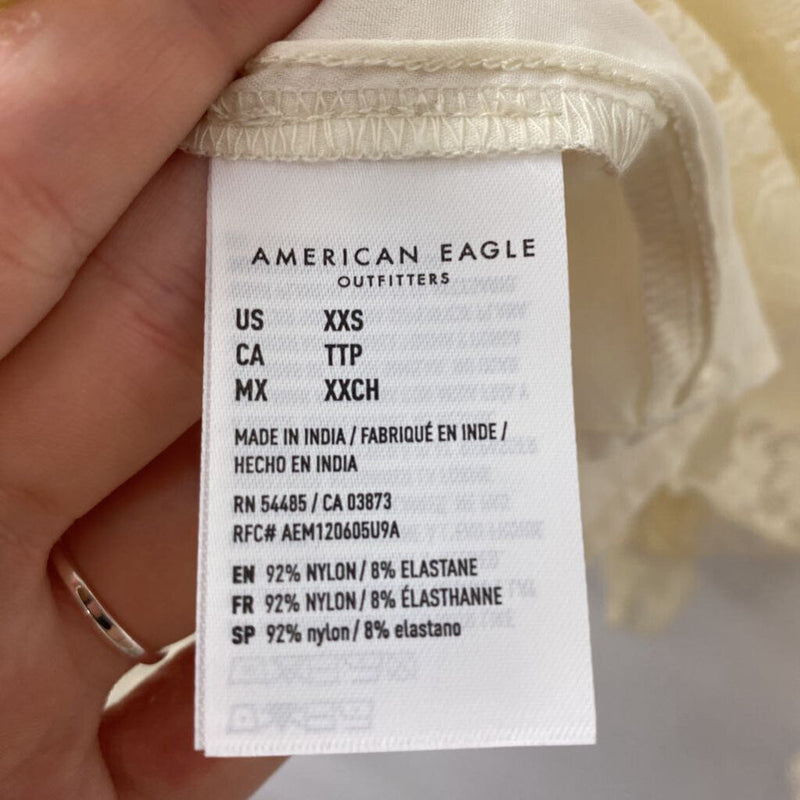 AMERICAN EAGLE
OUTFITTERS
US XXS
CA TTP
MX XXCH
MADE IN INDIA / FABRIQUÉ EN INDE /
HECHO EN INDIA
RN 54485 / CA 03873
RFC# AEM120605U9A
EN 92% NYLON / 8% ELASTANE
FR 92% NYLON / 8% ÉLASTHANNE
SP 92% nylon / 8% elastano